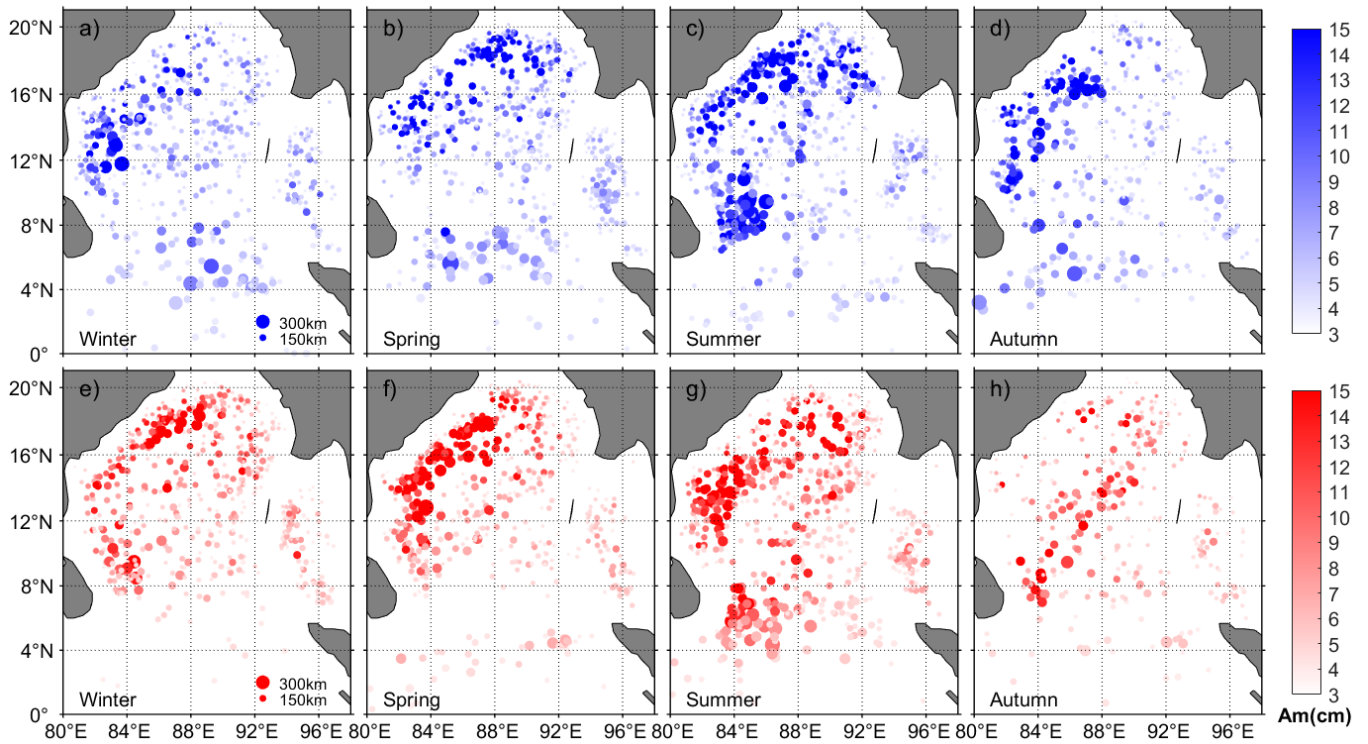 a) b) c) d)
20°N
16°N
12°N
8°N
4°N
0°
Winter Spring Summer Autumn
300km
150km
15
14
13
12
11
10
9
8
7
6
5
4
3
e) f) g) h)
20°N
16°N
12°N
8°N
4°N
0°
Winter Spring Summer Autumn
300km
150km
15
14
13
12
11
10
9
8
7
6
5
4
3
Am(cm)
80°E 84°E 88°E 92°E 96°E 80°E 84°E 88°E 92°E 96°E 80°E 84°E 88°E 92°E 96°E 80°E 84°E 88°E 92°E 96°E